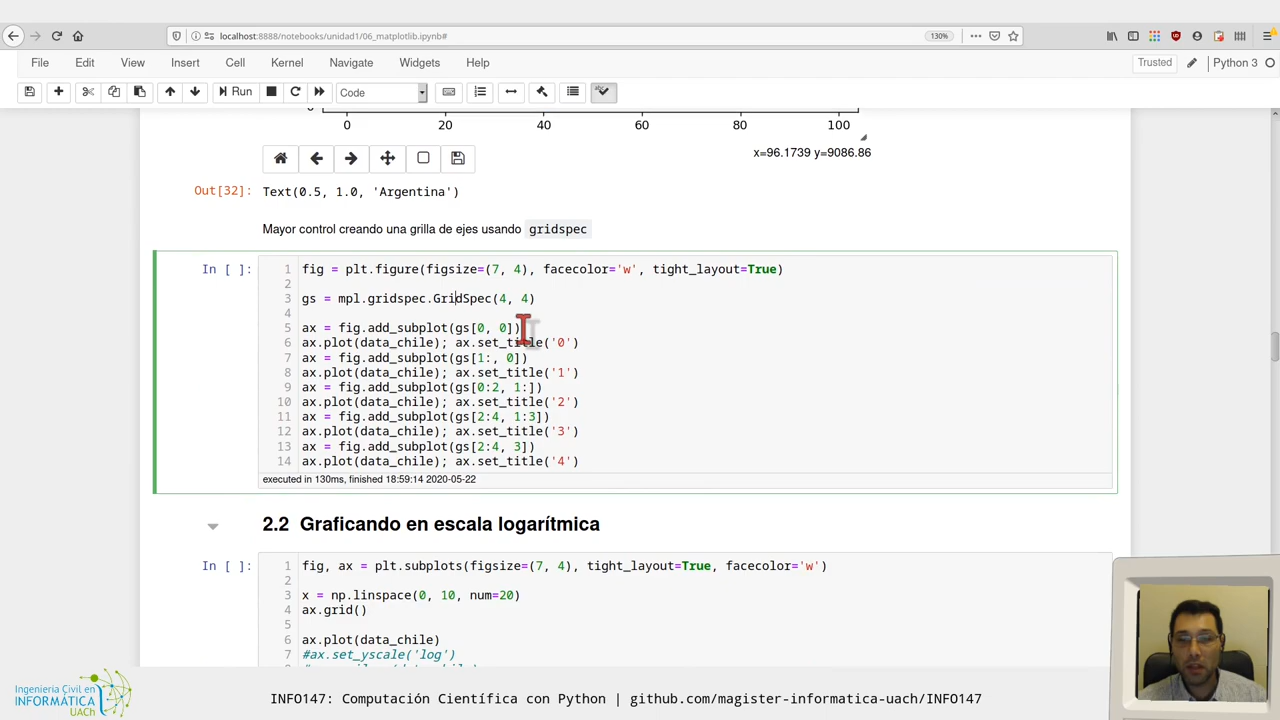 localhost:8888/notebooks/unidad1/06_matplotlib.ipynb#
130%
File Edit View Insert Cell Kernel Navigate Widgets Help
Trusted Python 3
Run Code
0 20 40 60 80 100
x=96.1739 y=9086.86
Out[32]: Text(0.5, 1.0, 'Argentina')
Mayor control creando una grilla de ejes usando gridspec
In [ ]: 1 fig = plt.figure(figsize=(7, 4), facecolor='w', tight_layout=True)
2
3 gs = mpl.gridspec.GridSpec(4, 4)
4
5 ax = fig.add_subplot(gs[0, 0])
6 ax.plot(data_chile); ax.set_title('0')
7 ax = fig.add_subplot(gs[1:, 0])
8 ax.plot(data_chile); ax.set_title('1')
9 ax = fig.add_subplot(gs[0:2, 1:])
10 ax.plot(data_chile); ax.set_title('2')
11 ax = fig.add_subplot(gs[2:4, 1:3])
12 ax.plot(data_chile); ax.set_title('3')
13 ax = fig.add_subplot(gs[2:4, 3])
14 ax.plot(data_chile); ax.set_title('4')
executed in 130ms, finished 18:59:14 2020-05-22
2.2 Graficando en escala logarítmica
In [ ]: 1 fig, ax = plt.subplots(figsize=(7, 4), tight_layout=True, facecolor='w')
2
3 x = np.linspace(0, 10, num=20)
4 ax.grid()
5
6 ax.plot(data_chile)
7 #ax.set_yscale('log')
Ingeniería Civil en
INFORMÁTICA
UACh
INFO147: Computación Científica con Python | github.com/magister-informatica-uach/INFO147